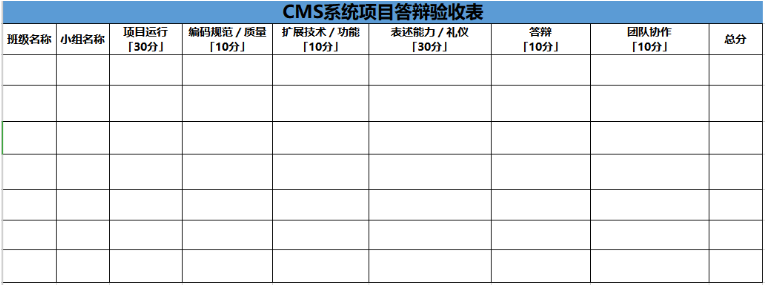 CMS系统项目答辩验收表
班级名称 小组名称 项目运行 编码规范 / 质量 扩展技术 / 功能 表述能力 / 礼仪 答辩 团队协作 总分
「30分」 「10分」 「10分」 「30分」 「10分」 「10分」